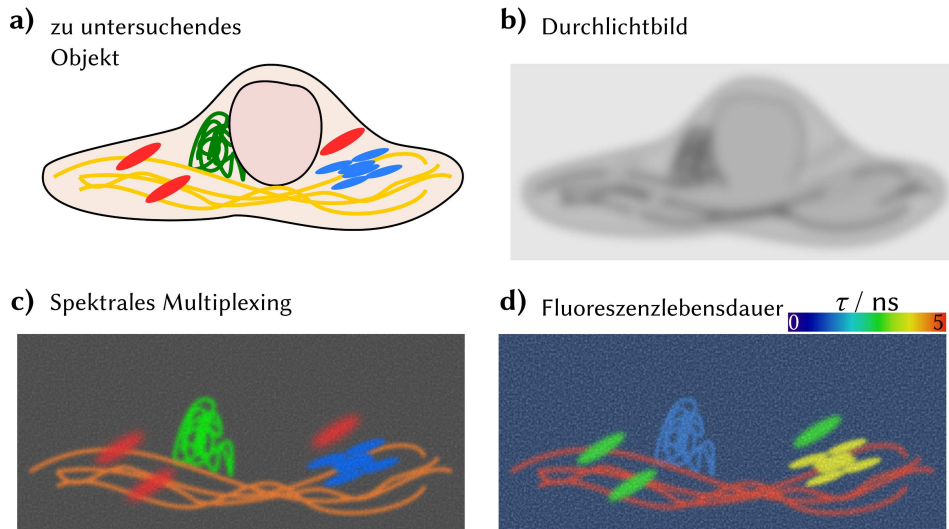 a) zu untersuchendes
Objekt
b) Durchlichtbild
c) Spektrales Multiplexing
d) Fluoreszenzlebensdauer τ / ns
0 5